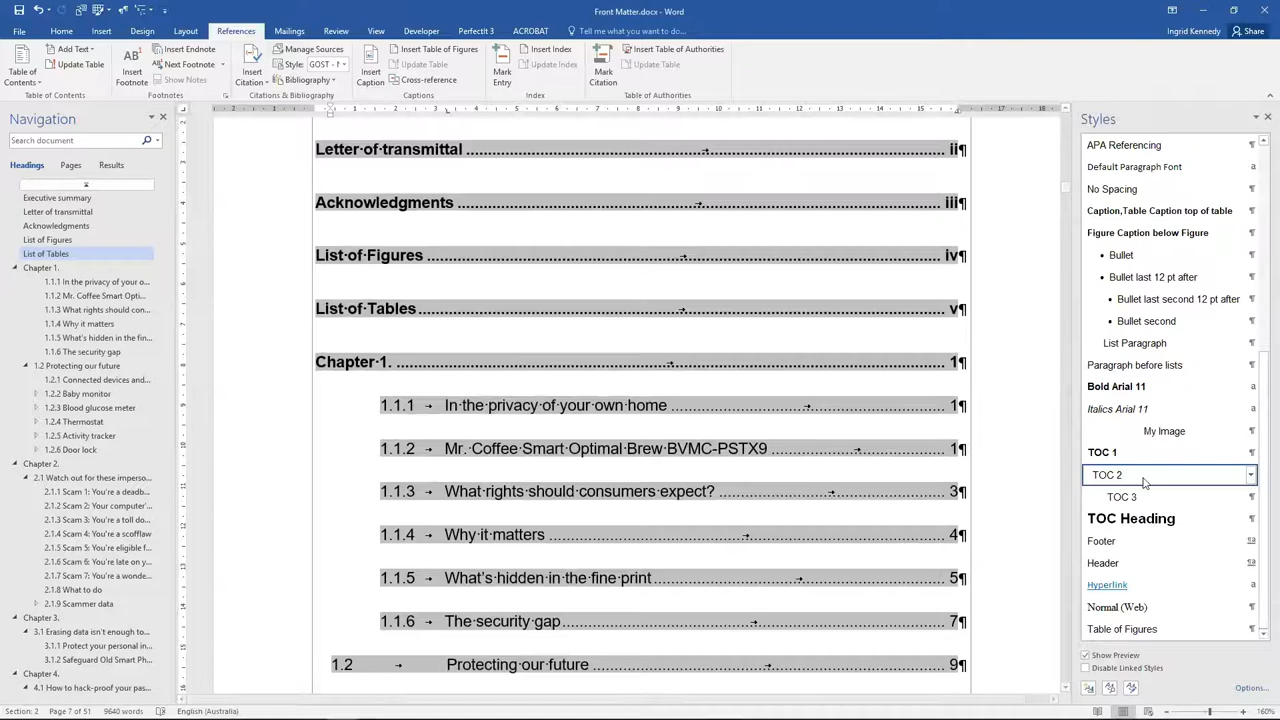 Front Matter.docx - Word
Ingrid Kennedy
Share
File Home Insert Design Layout References Mailings Review View Developer PerfectIt 3 ACROBAT Tell me what you want to do...
Table of Contents
Add Text
Update Table
Table of Contents
Insert Footnote
Insert Endnote
Next Footnote
Show Notes
Footnotes
Insert Citation
Manage Sources
Style: GOST - N
Bibliography
Citations & Bibliography
Insert Caption
Insert Table of Figures
Update Table
Cross-reference
Captions
Mark Entry
Insert Index
Update Index
Index
Mark Citation
Insert Table of Authorities
Update Table
Table of Authorities
Navigation
Search document
Headings Pages Results
Executive summary
Letter of transmittal
Acknowledgments
List of Figures
List of Tables
Chapter 1.
1.1.1 In the privacy of your o...
1.1.2 Mr. Coffee Smart Opti...
1.1.3 What rights should con...
1.1.4 Why it matters
1.1.5 What's hidden in the fin...
1.1.6 The security gap
1.2 Protecting our future
1.2.1 Connected devices and...
1.2.2 Baby monitor
1.2.3 Blood glucose meter
1.2.4 Thermostat
1.2.5 Activity tracker
1.2.6 Door lock
Chapter 2.
2.1 Watch out for these imperso...
2.1.1 Scam 1: You're a deadb...
2.1.2 Scam 2: Your computer'...
2.1.3 Scam 3: You're a toll do...
2.1.4 Scam 4: You're a scofflaw
2.1.5 Scam 5: You're eligible f...
2.1.6 Scam 6: You're late on y...
2.1.7 Scam 7: You're a wonde...
2.1.8 What to do
2.1.9 Scammer data
Chapter 3.
3.1 Erasing data isn't enough to...
3.1.1 Protect your personal in...
3.1.2 Safeguard Old Smart Ph...
Chapter 4.
4.1 How to hack-proof your pas...
Letter·of·transmittal ............ → ............ ii¶
Acknowledgments ............ → ............ iii¶
List·of·Figures ............ → ............ iv¶
List·of·Tables ............ → ............ v¶
Chapter·1. ............ → ............ 1¶
1.1.1 → In·the·privacy·of·your·own·home ............ → ............ 1¶
1.1.2 → Mr.·Coffee·Smart·Optimal·Brew·BVMC-PSTX9 ............ → ............ 1¶
1.1.3 → What·rights·should·consumers·expect? ............ → ............ 3¶
1.1.4 → Why·it·matters ............ → ............ 4¶
1.1.5 → What's·hidden·in·the·fine·print ............ → ............ 5¶
1.1.6 → The·security·gap ............ → ............ 7¶
1.2 → Protecting·our·future ............ → ............ 9¶
Styles
APA Referencing ¶
Default Paragraph Font a
No Spacing ¶
Caption,Table Caption top of table ¶
Figure Caption below Figure ¶
• Bullet ¶
• Bullet last 12 pt after ¶
• Bullet last second 12 pt after ¶
• Bullet second ¶
List Paragraph ¶
Paragraph before lists ¶
Bold Arial 11 a
Italics Arial 11 ¶
My Image ¶
TOC 1 ¶
TOC 2
TOC 3 ¶
TOC Heading ¶
Footer ¶a
Header ¶a
Hyperlink a
Normal (Web) ¶
Table of Figures ¶
Show Preview
Disable Linked Styles
Options...
Section: 2 Page 7 of 51 9640 words English (Australia) 160%